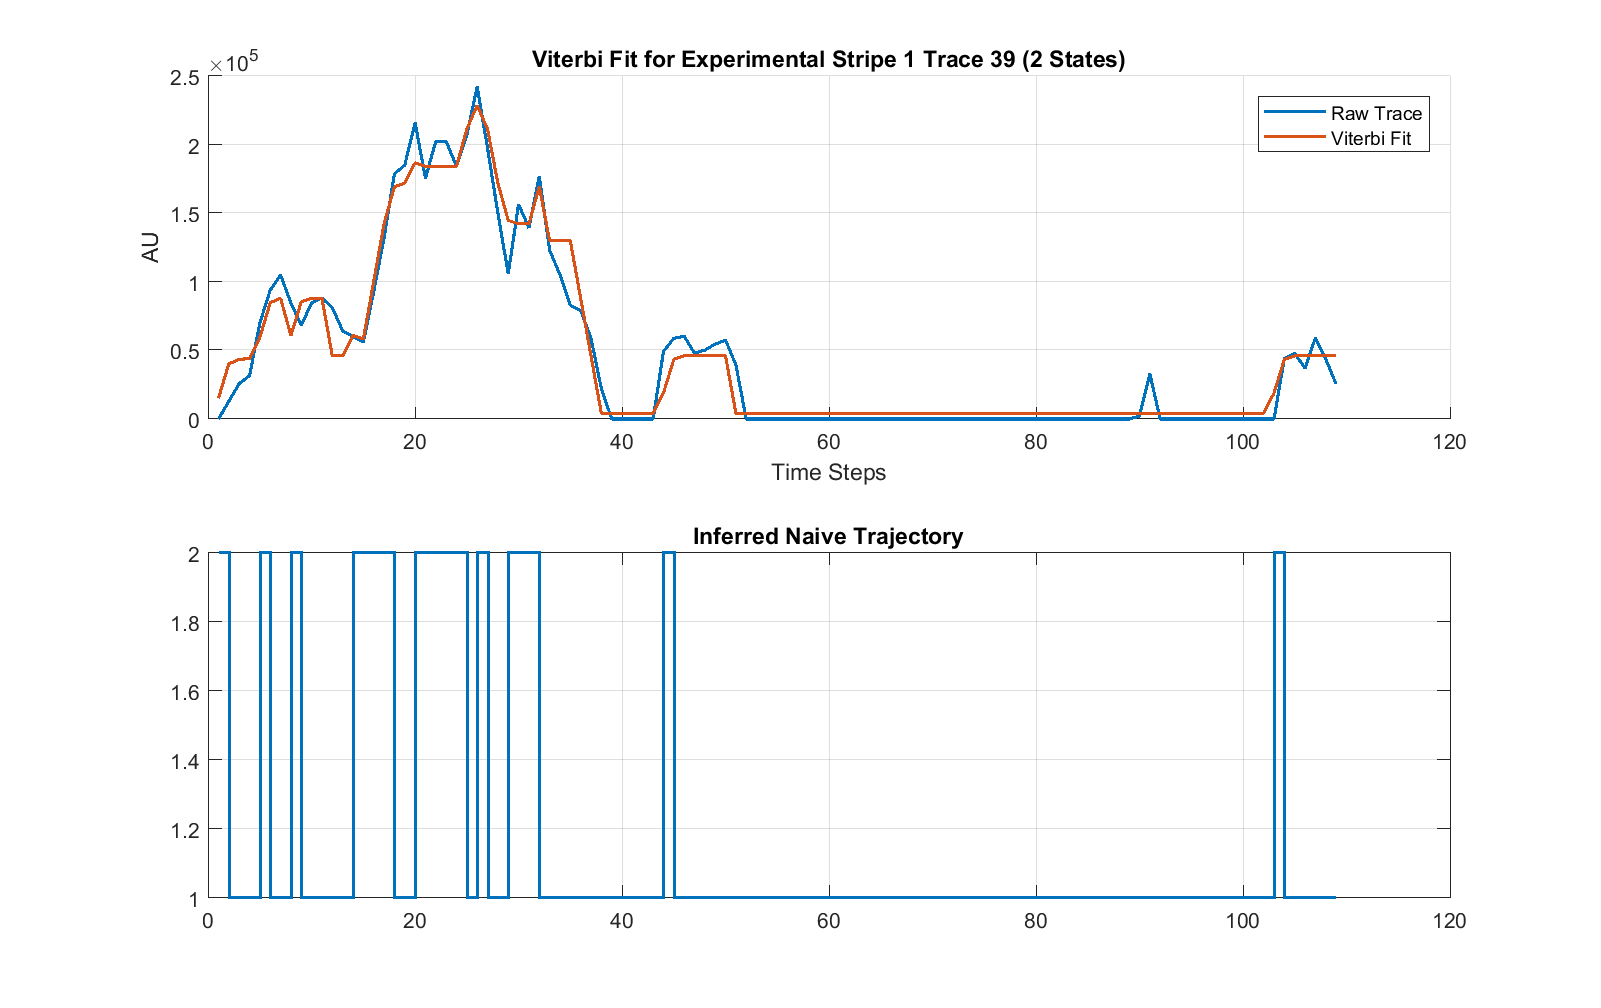 Viterbi Fit for Experimental Stripe 1 Trace 39 (2 States)
×10^5
2.5
2
1.5
1
0.5
0
AU
Raw Trace
Viterbi Fit
0 20 40 60 80 100 120
Time Steps
Inferred Naive Trajectory
2
1.8
1.6
1.4
1.2
1
0 20 40 60 80 100 120